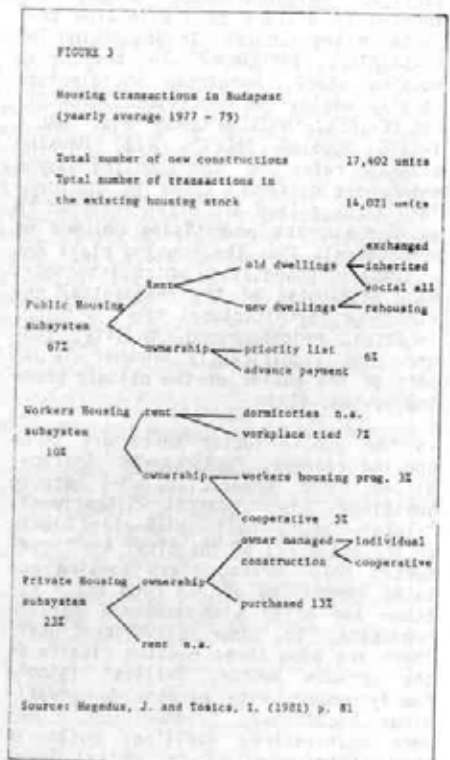 FIGURE 3
Housing transactions in Budapest
(yearly average 1977 - 79)
Total number of new constructions 17,402 units
Total number of transactions in
the existing housing stock 14,021 units
exchanged
old dwellings inherited
Rent social all
new dwellings rehousing
Public Housing
subsystem ownership priority list
67% 6%
advance payment
Workers Housing rent dormitories n.a.
subsystem workplace tied 7%
10%
ownership workers housing prog. 3%
cooperative 3%
owner managed individual
construction cooperative
Private Housing ownership
subsystem purchased 13%
23%
rent n.a.
Source: Hegedus, J. and Tosics, I. (1981) p. 81